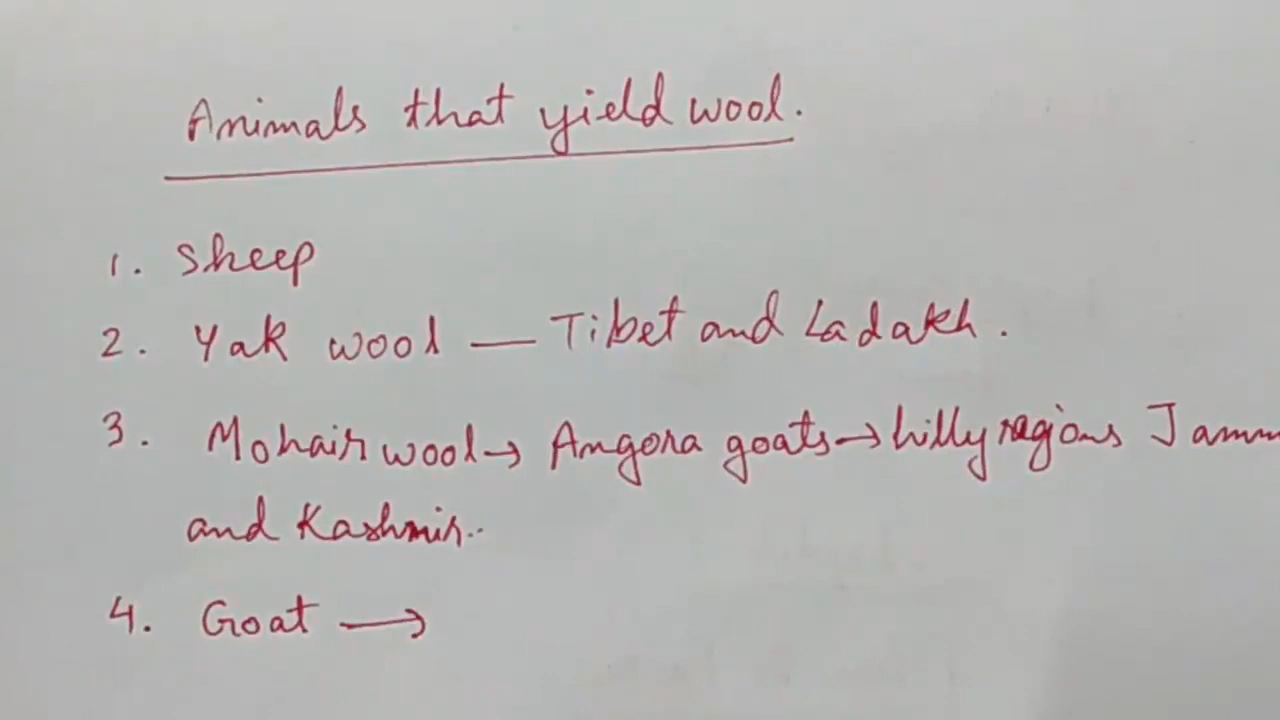 Animals that yield wool.
1. Sheep
2. Yak wool — Tibet and Ladakh.
3. Mohair wool → Angora goats → hilly regions Jamm
and Kashmir..
4. Goat →